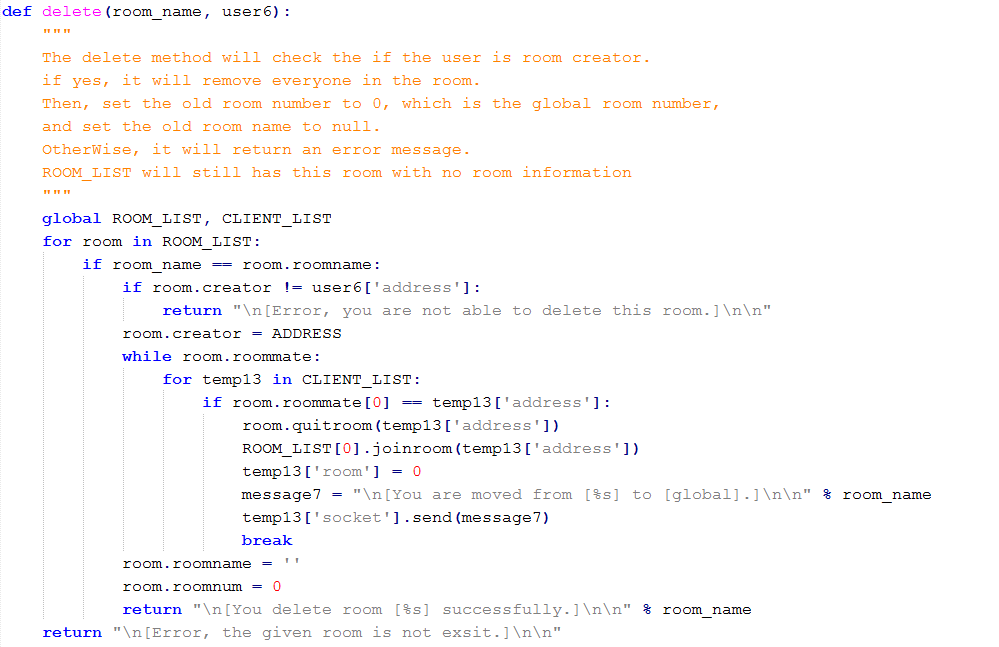 def delete(room_name, user6):
    """
    The delete method will check the if the user is room creator.
    if yes, it will remove everyone in the room.
    Then, set the old room number to 0, which is the global room number,
    and set the old room name to null.
    OtherWise, it will return an error message.
    ROOM_LIST will still has this room with no room information
    """
    global ROOM_LIST, CLIENT_LIST
    for room in ROOM_LIST:
        if room_name == room.roomname:
            if room.creator != user6['address']:
                return "\n[Error, you are not able to delete this room.]\n\n"
            room.creator = ADDRESS
            while room.roommate:
                for temp13 in CLIENT_LIST:
                    if room.roommate[0] == temp13['address']:
                        room.quitroom(temp13['address'])
                        ROOM_LIST[0].joinroom(temp13['address'])
                        temp13['room'] = 0
                        message7 = "\n[You are moved from [%s] to [global].]\n\n" % room_name
                        temp13['socket'].send(message7)
                        break
            room.roomname = ''
            room.roomnum = 0
            return "\n[You delete room [%s] successfully.]\n\n" % room_name
    return "\n[Error, the given room is not exsit.]\n\n"